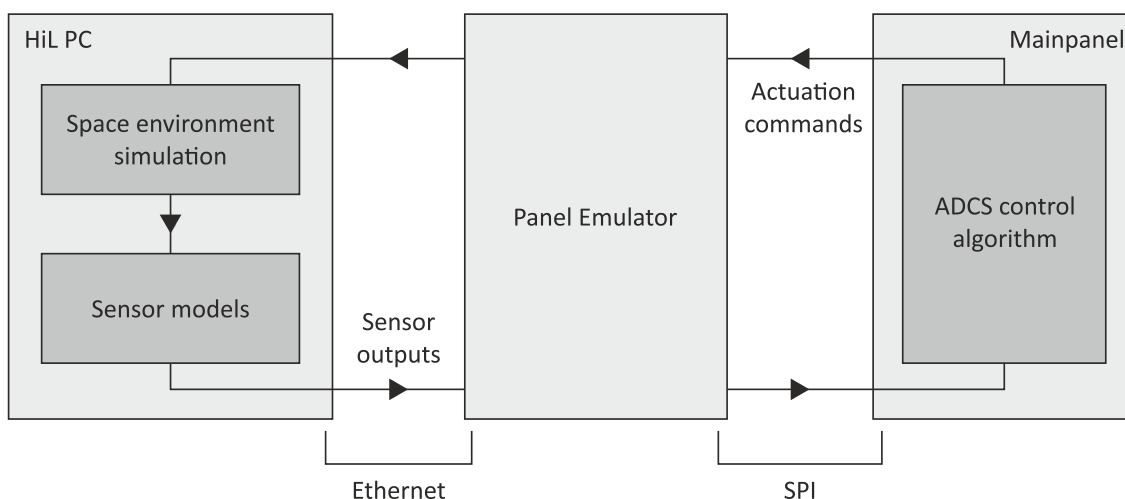 HiL PC
Space environment
simulation
Sensor models
Sensor
outputs
Ethernet
Panel Emulator
Actuation
commands
SPI
Mainpanel
ADCS control
algorithm